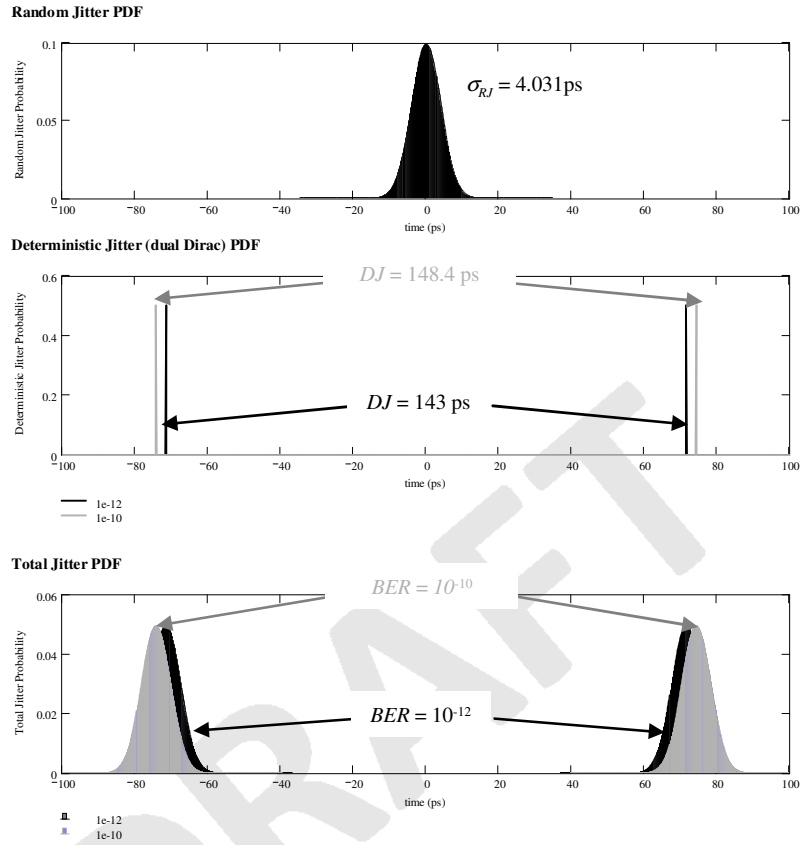 Random Jitter PDF
0.1
0.05
0
Random Jitter Probability
σRJ = 4.031ps
−100 −80 −60 −40 −20 0 20 40 60 80 100
time (ps)
Deterministic Jitter (dual Dirac) PDF
0.6
0.4
0.2
0
Deterministic Jitter Probability
DJ = 148.4 ps
DJ = 143 ps
−100 −80 −60 −40 −20 0 20 40 60 80 100
time (ps)
1e-12
1e-10
Total Jitter PDF
0.06
0.04
0.02
0
Total Jitter Probability
BER = 10-10
BER = 10-12
−100 −80 −60 −40 −20 0 20 40 60 80 100
time (ps)
1e-12
1e-10
DRAFT